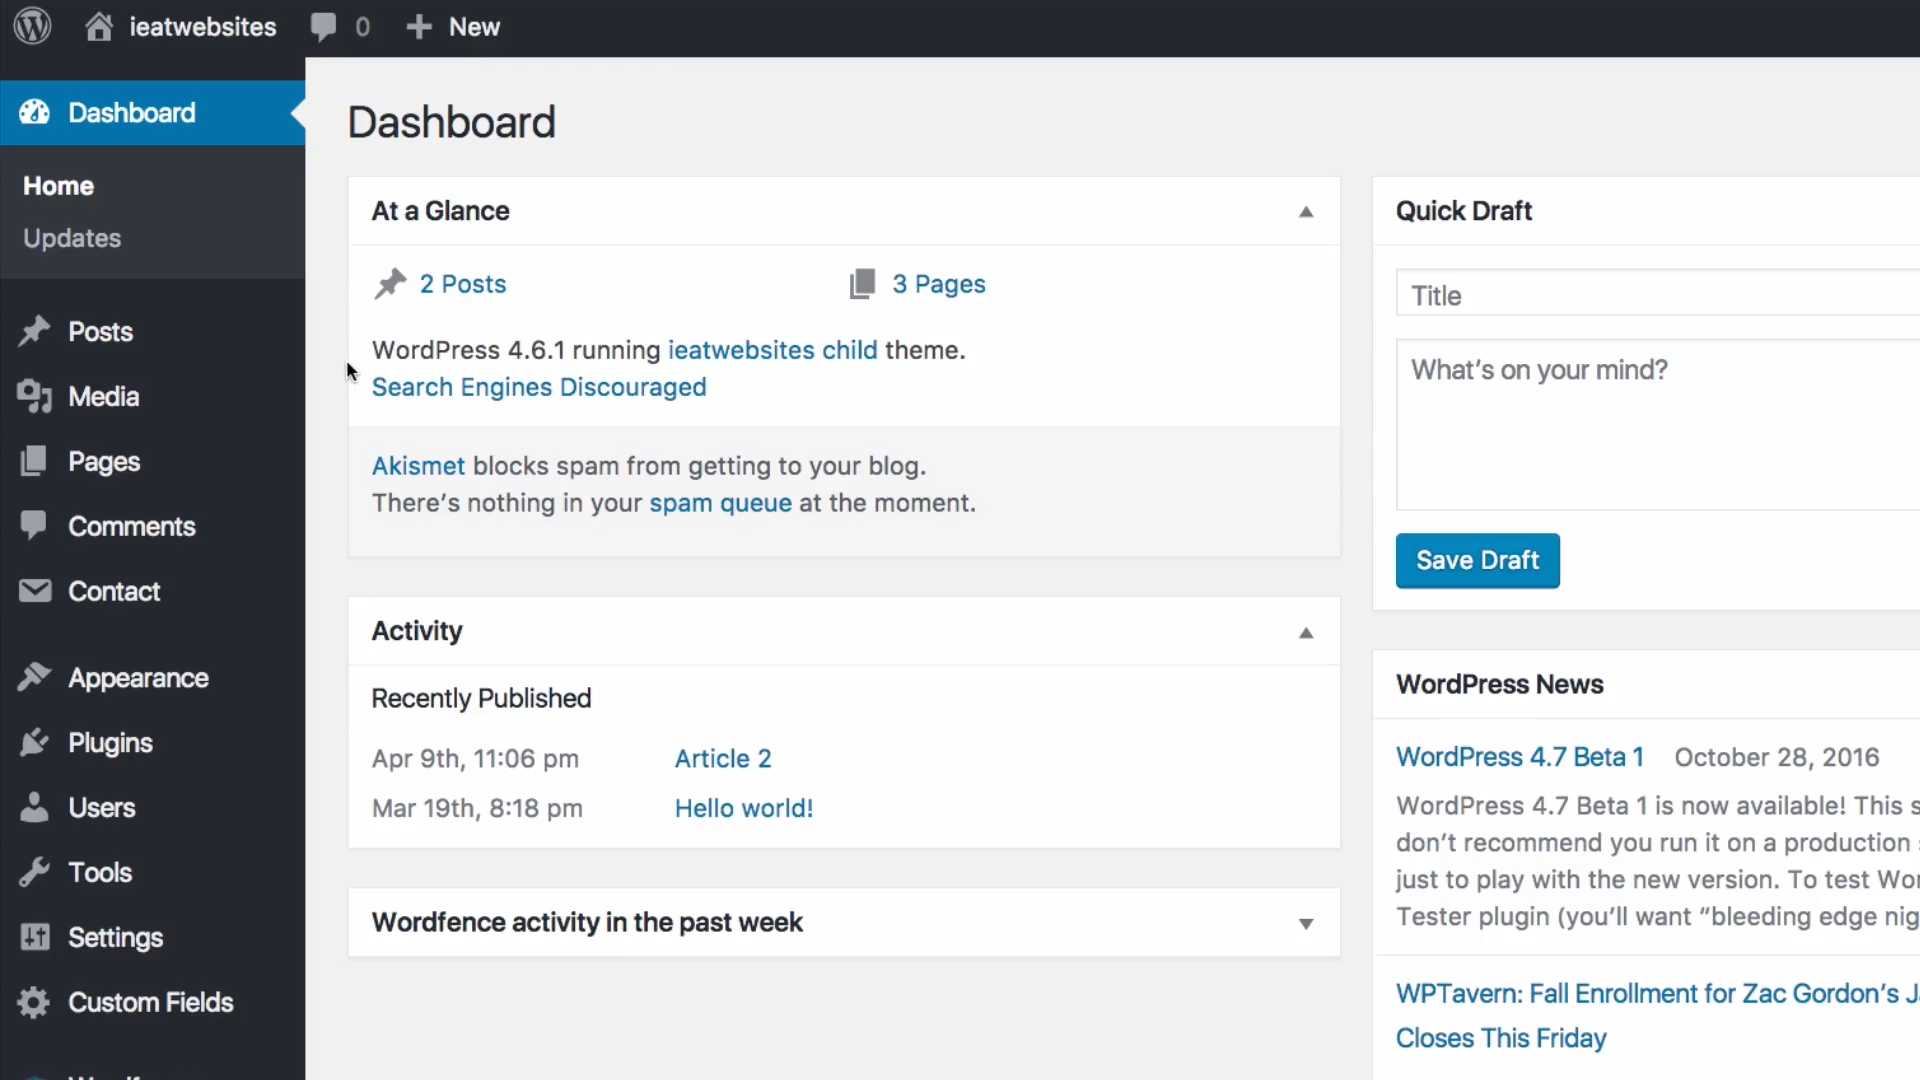 ieatwebsites 0 New
Dashboard
Home
Updates
Posts
Media
Pages
Comments
Contact
Appearance
Plugins
Users
Tools
Settings
Custom Fields
Dashboard
At a Glance
2 Posts 3 Pages
WordPress 4.6.1 running ieatwebsites child theme.
Search Engines Discouraged
Akismet blocks spam from getting to your blog.
There's nothing in your spam queue at the moment.
Activity
Recently Published
Apr 9th, 11:06 pm Article 2
Mar 19th, 8:18 pm Hello world!
Wordfence activity in the past week
Quick Draft
Title
What's on your mind?
Save Draft
WordPress News
WordPress 4.7 Beta 1 October 28, 2016
WordPress 4.7 Beta 1 is now available! This
don't recommend you run it on a production
just to play with the new version. To test
Tester plugin (you'll want “bleeding edge
WPTavern: Fall Enrollment for Zac Gordon's
Closes This Friday